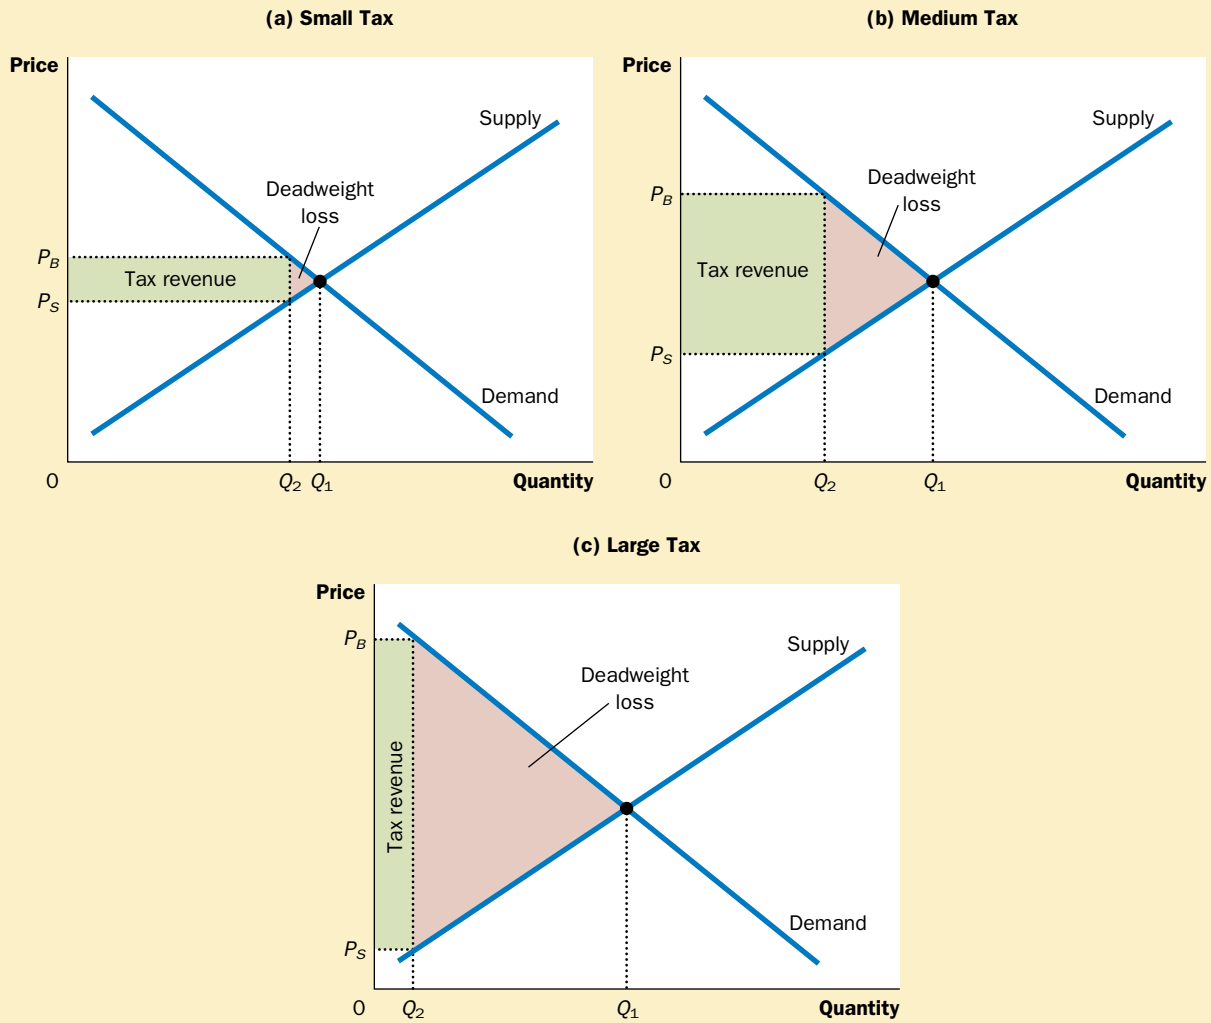 (a) Small Tax
Price
Supply
Deadweight
loss
P_B
Tax revenue
P_S
Demand
0
Q_2 Q_1
Quantity
(b) Medium Tax
Price
Supply
Deadweight
loss
P_B
Tax revenue
P_S
Demand
0
Q_2
Q_1
Quantity
(c) Large Tax
Price
P_B
Supply
Deadweight
loss
Tax revenue
Demand
P_S
0
Q_2
Q_1
Quantity